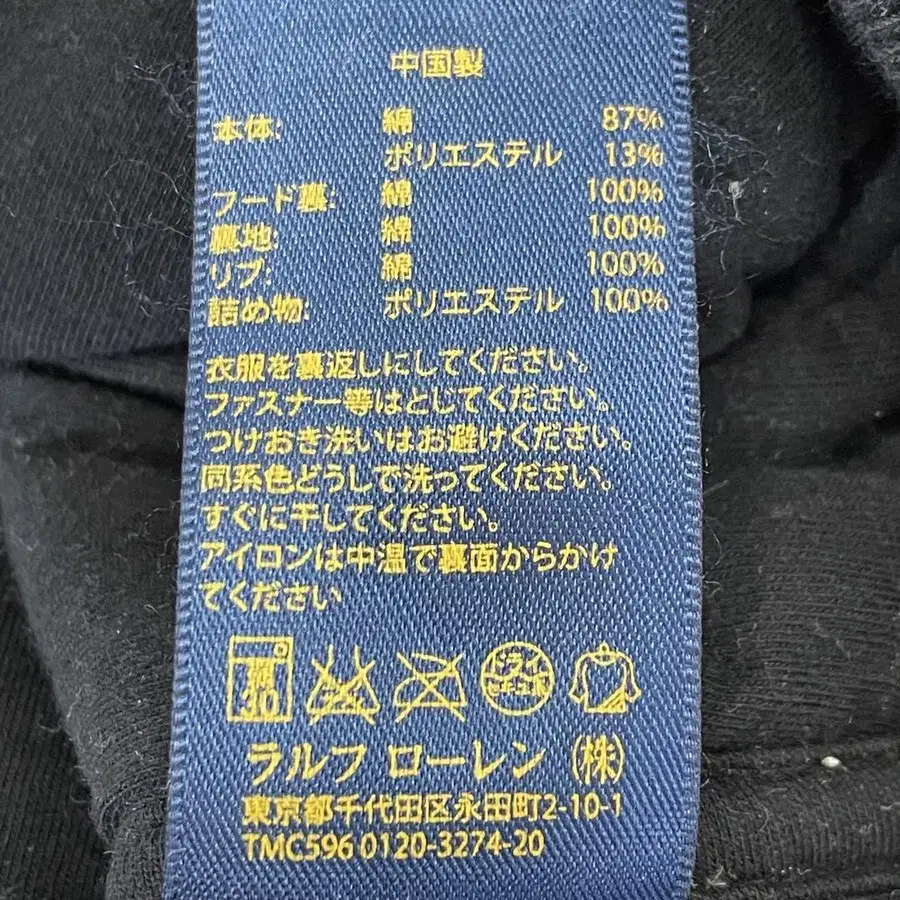 中国製
本体: 綿 87%
ポリエステル 13%
フード裏: 綿 100%
裏地: 綿 100%
リブ: 綿 100%
詰め物: ポリエステル 100%
衣服を裏返しにしてください。
ファスナー等はとしてください。
つけおき洗いはお避けください。
同系色どうしで洗ってください。
すぐに干してください。
アイロンは中温で裏面からかけ
てください
30 ドライ セキユ系
ラルフ ローレン (株)
東京都千代田区永田町2-10-1
TMC596 0120-3274-20